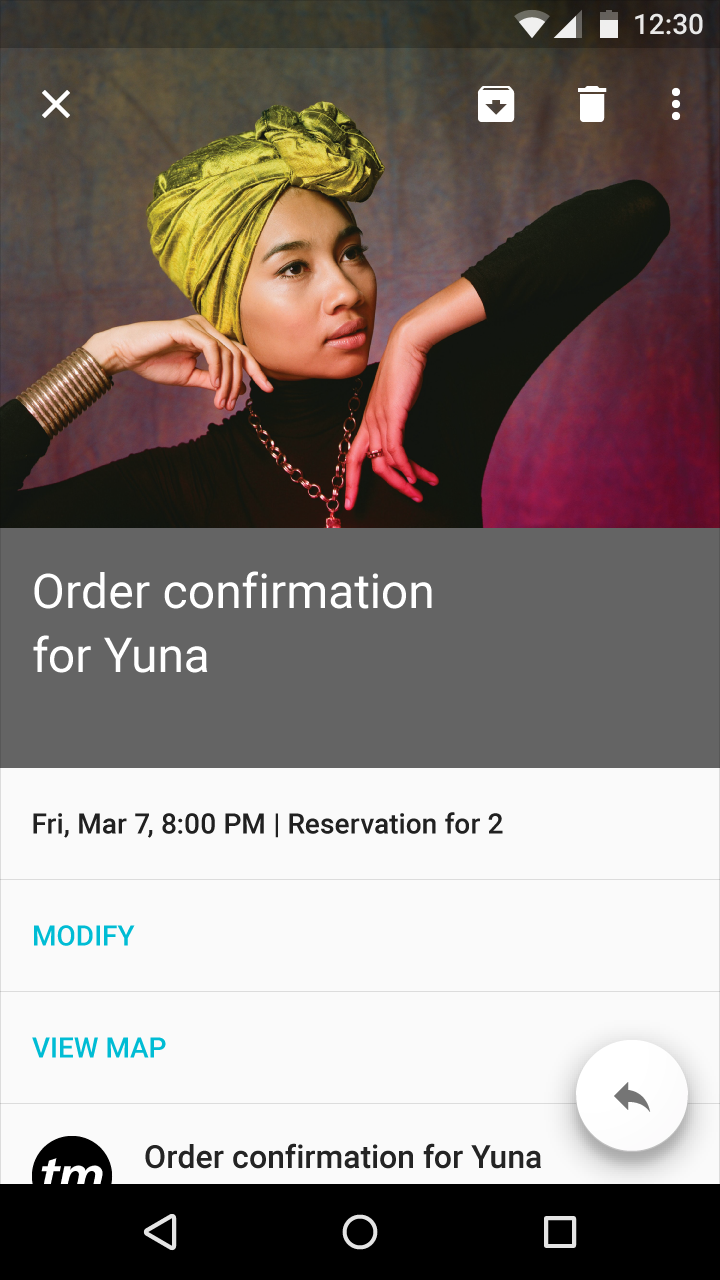 12:30
Order confirmation
for Yuna
Fri, Mar 7, 8:00 PM | Reservation for 2
MODIFY
VIEW MAP
Order confirmation for Yuna
tm